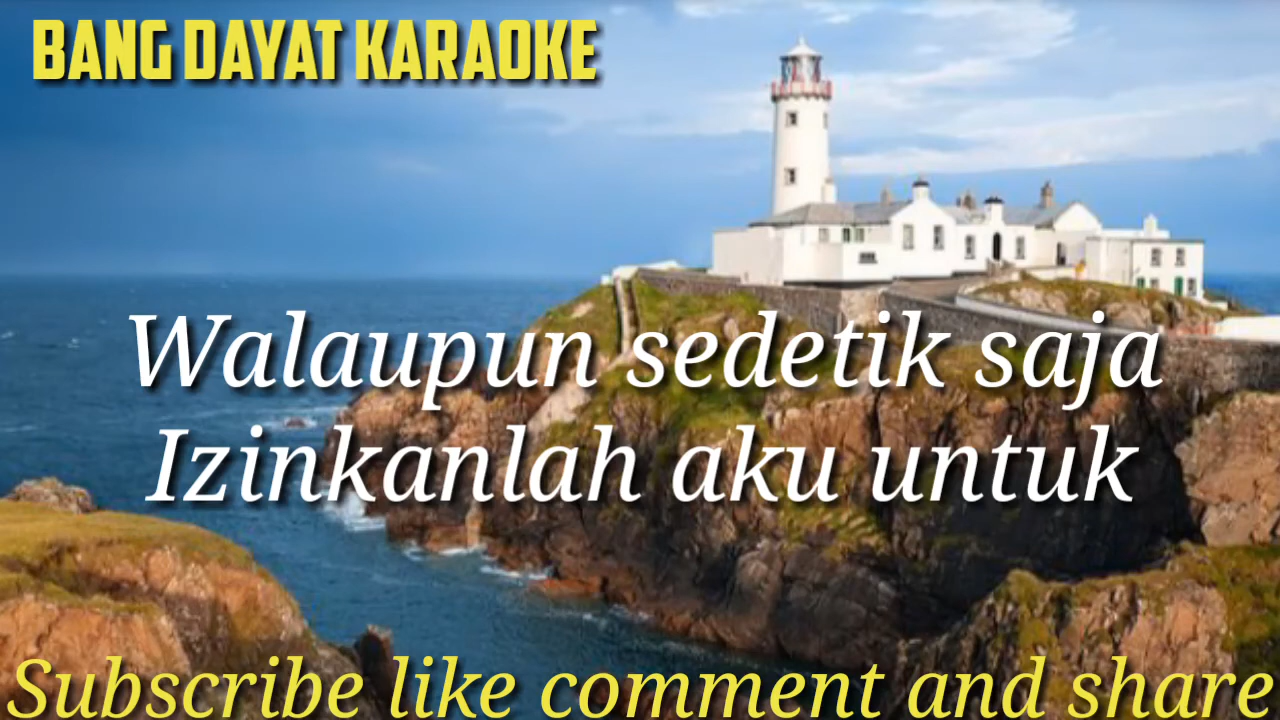 BANG DAYAT KARAOKE
Walaupun sedetik saja
Izinkanlah aku untuk
Subscribe like comment and share